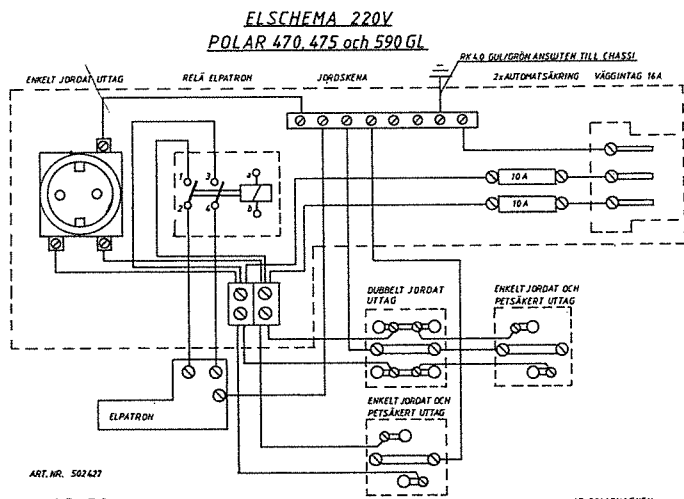 ELSCHEMA 220V
POLAR 470, 475 och 590 GL
RK 4.0 GUL/GRÖN ANSLUTEN TILL CHASSI
ENKELT JORDAT UTTAG
RELÄ ELPATRON
JORDSKENA
2x AUTOMATSÄKRING
VÄGGINTAG 16A
1
3
a
2
4
b
10 A
10 A
DUBBELT JORDAT
UTTAG
ENKELT JORDAT OCH
PETSÄKERT UTTAG
ELPATRON
ENKELT JORDAT OCH
PETSÄKERT UTTAG
ART.NR. 502427